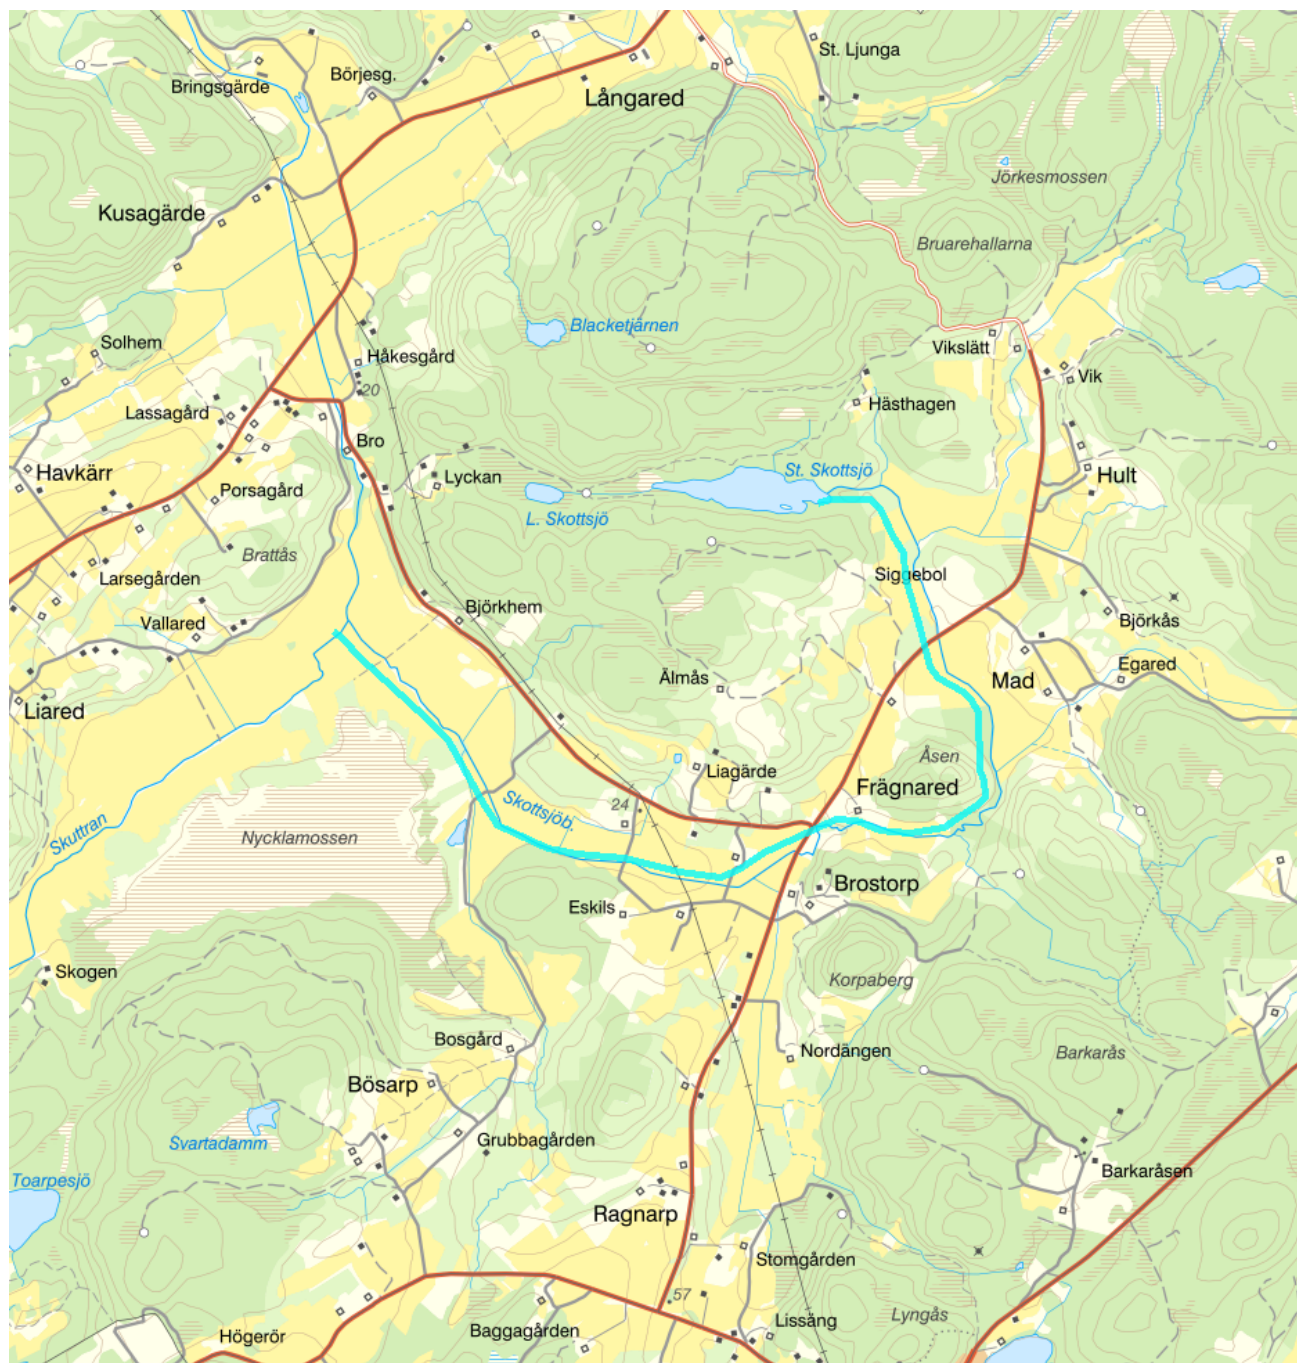 St. Ljunga
Börjesg.
Bringsgärde
Långared
Jörkesmossen
Kusagärde
Bruarehallarna
Blacketjärnen
Solhem
Vikslätt
Håkesgård
Vik
20
Lassagård
Hästhagen
Bro
Havkärr
Lyckan
St. Skottsjö
Hult
Porsagård
L. Skottsjö
Brattås
Larsegården
Siggebol
Björkhem
Vallared
Björkås
Egared
Älmås
Mad
Liared
Åsen
Liagärde
Frägnared
24
Skottsjöb.
Skuttran
Nycklamossen
Brostorp
Eskils
Skogen
Korpaberg
Bosgård
Nordängen
Barkarås
Bösarp
Svartadamm
Grubbagården
Toarpesjö
Barkaråsen
Ragnarp
Stomgården
57
Lyngås
Lissång
Högerör
Baggagården